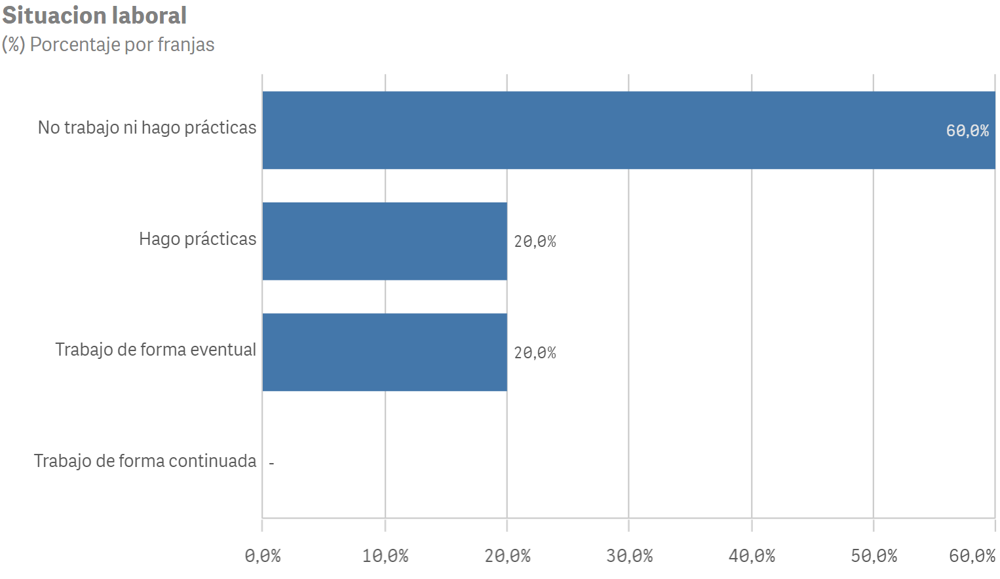 Situacion laboral
(%) Porcentaje por franjas
No trabajo ni hago prácticas
60,0%
Hago prácticas
20,0%
Trabajo de forma eventual
20,0%
Trabajo de forma continuada
-
0,0% 10,0% 20,0% 30,0% 40,0% 50,0% 60,0%